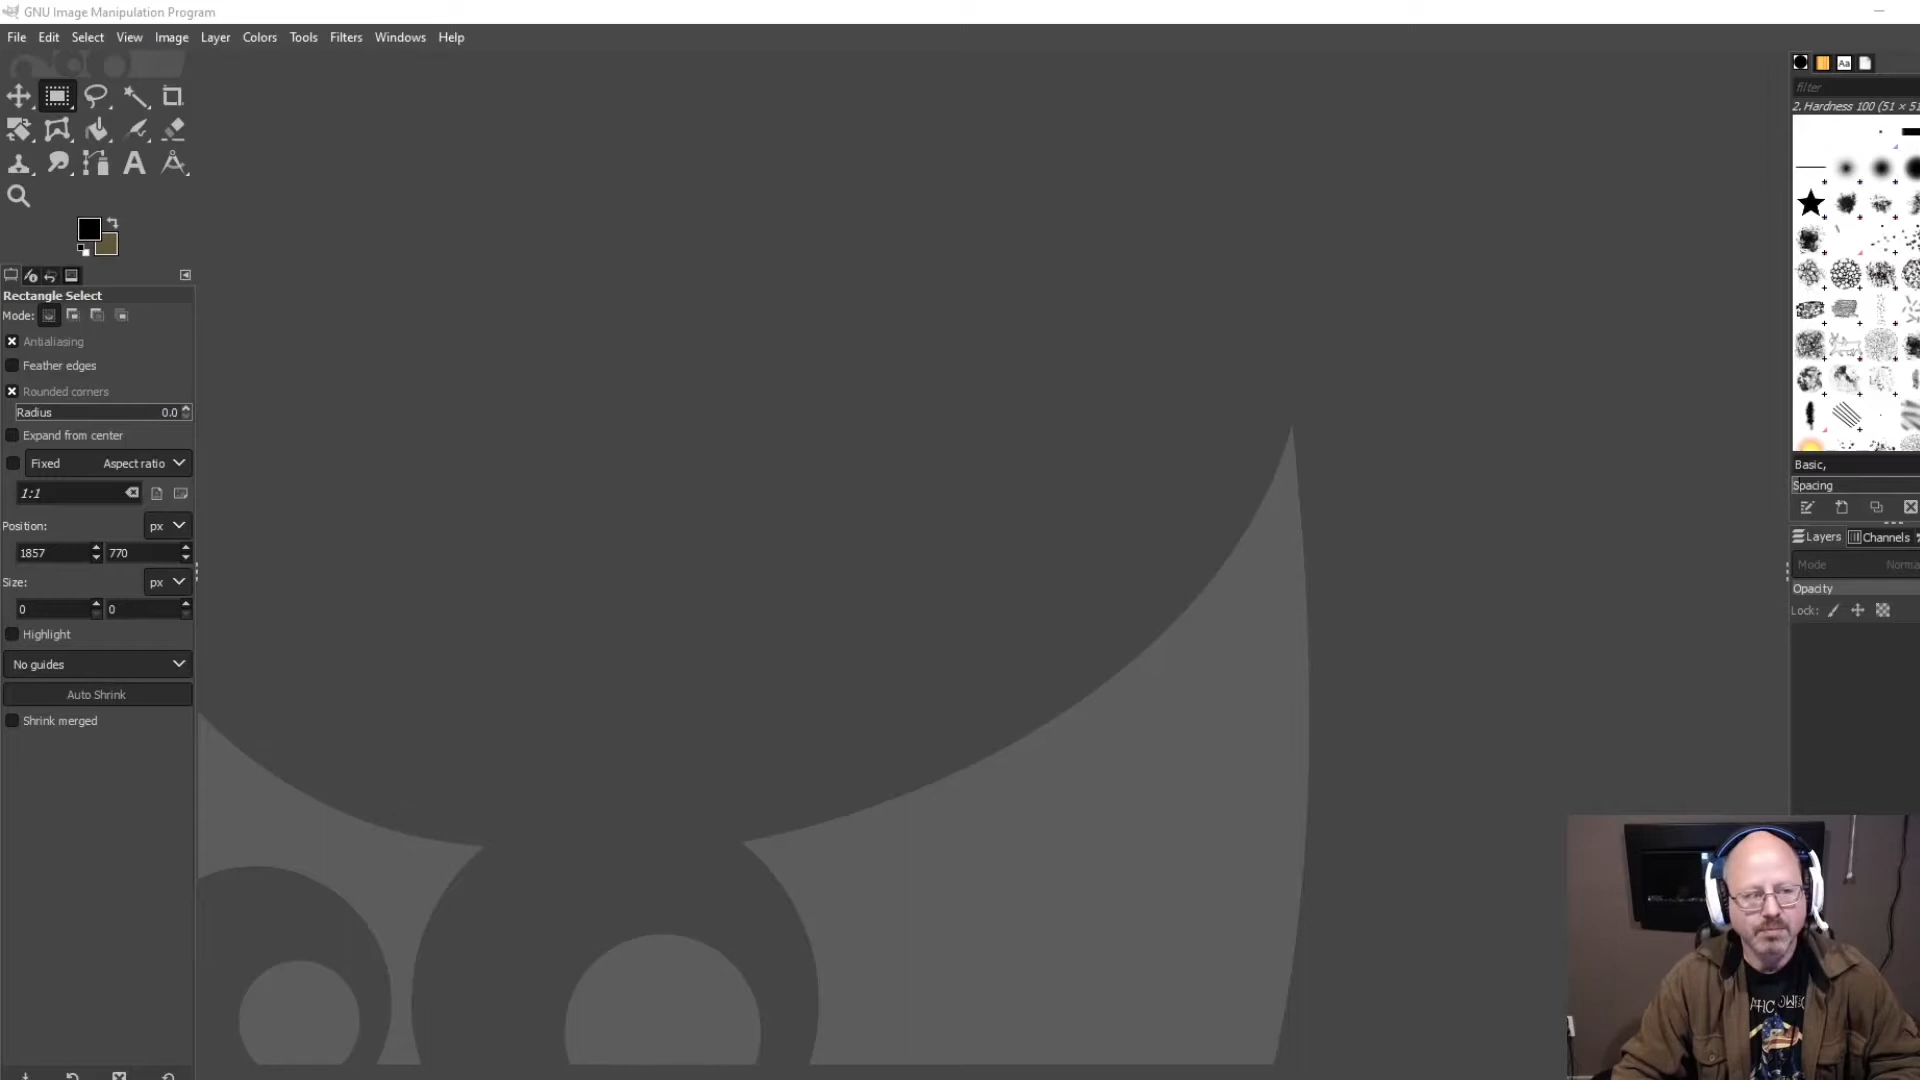 GNU Image Manipulation Program
File Edit Select View Image Layer Colors Tools Filters Windows Help
filter
2. Hardness 100 (51 × 51
Rectangle Select
Mode:
Antialiasing
Feather edges
Rounded corners
Radius 0.0
Expand from center
Fixed Aspect ratio
1:1
Position: px
1857 770
Size: px
0 0
Highlight
No guides
Auto Shrink
Shrink merged
Basic,
Spacing
Layers Channels
Mode Norma
Opacity
Lock: